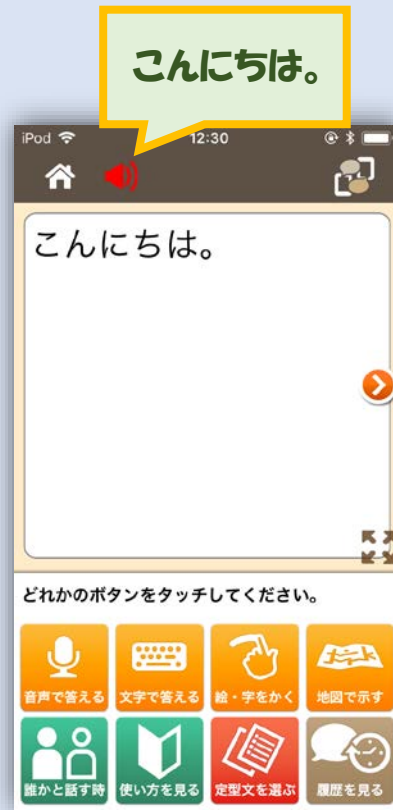 こんにちは。
iPod 12:30
こんにちは。
どれかのボタンをタッチしてください。
音声で答える 文字で答える 絵・字をかく 地図で示す
誰かと話す時 使い方を見る 定型文を選ぶ 履歴を見る